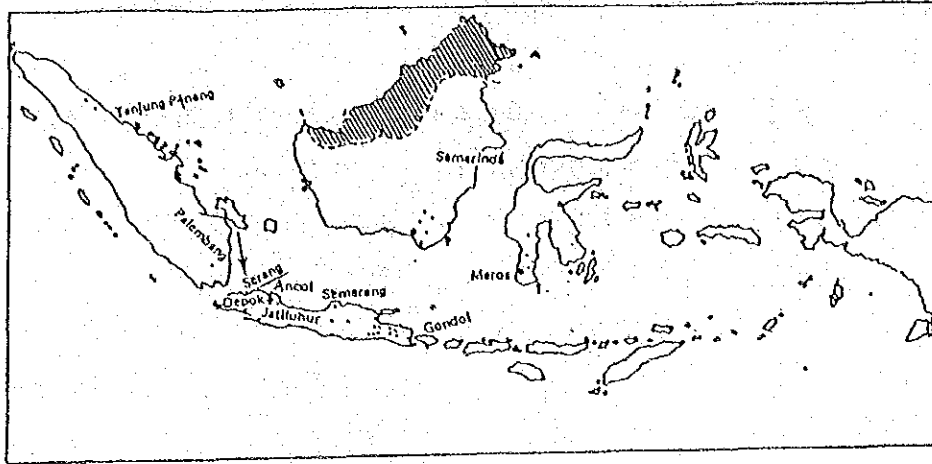 A
Tanjung Pinang
Samarinda
Palembang
Maros
Serang
Ancol
Depok
Semarang
Jatiluhur
Gondol